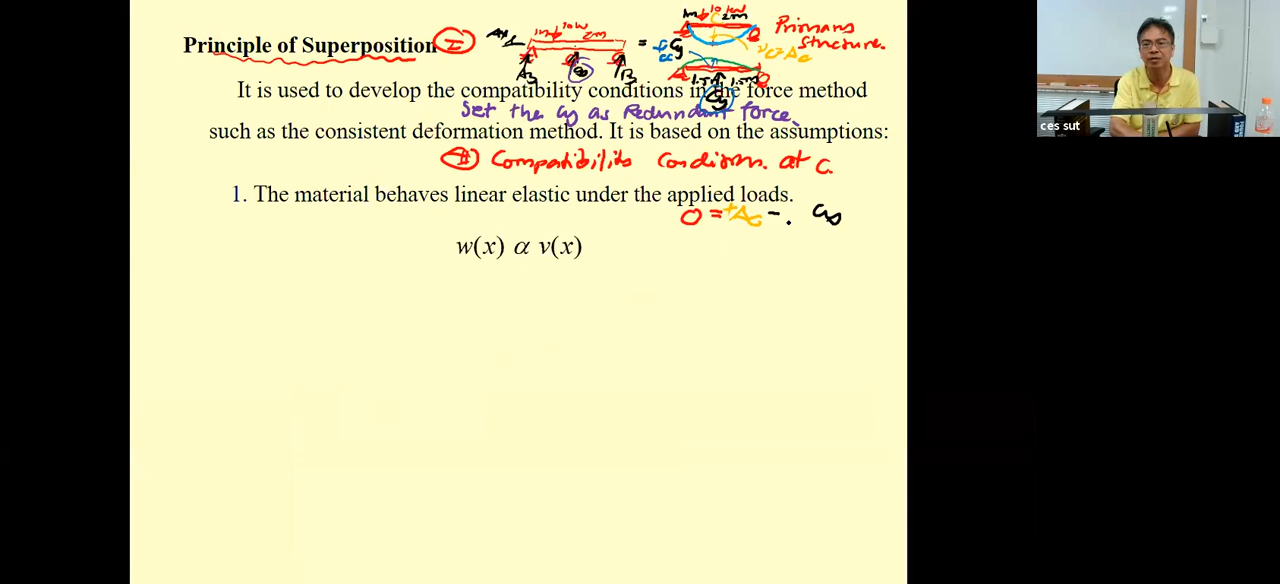 Principle of Superposition
Primary
structure.
It is used to develop the compatibility conditions in the force method
Set the Cy as Redundant force.
such as the consistent deformation method. It is based on the assumptions:
Compatibility Conditions. at C.
1. The material behaves linear elastic under the applied loads.
w(x) α v(x)
ces sut